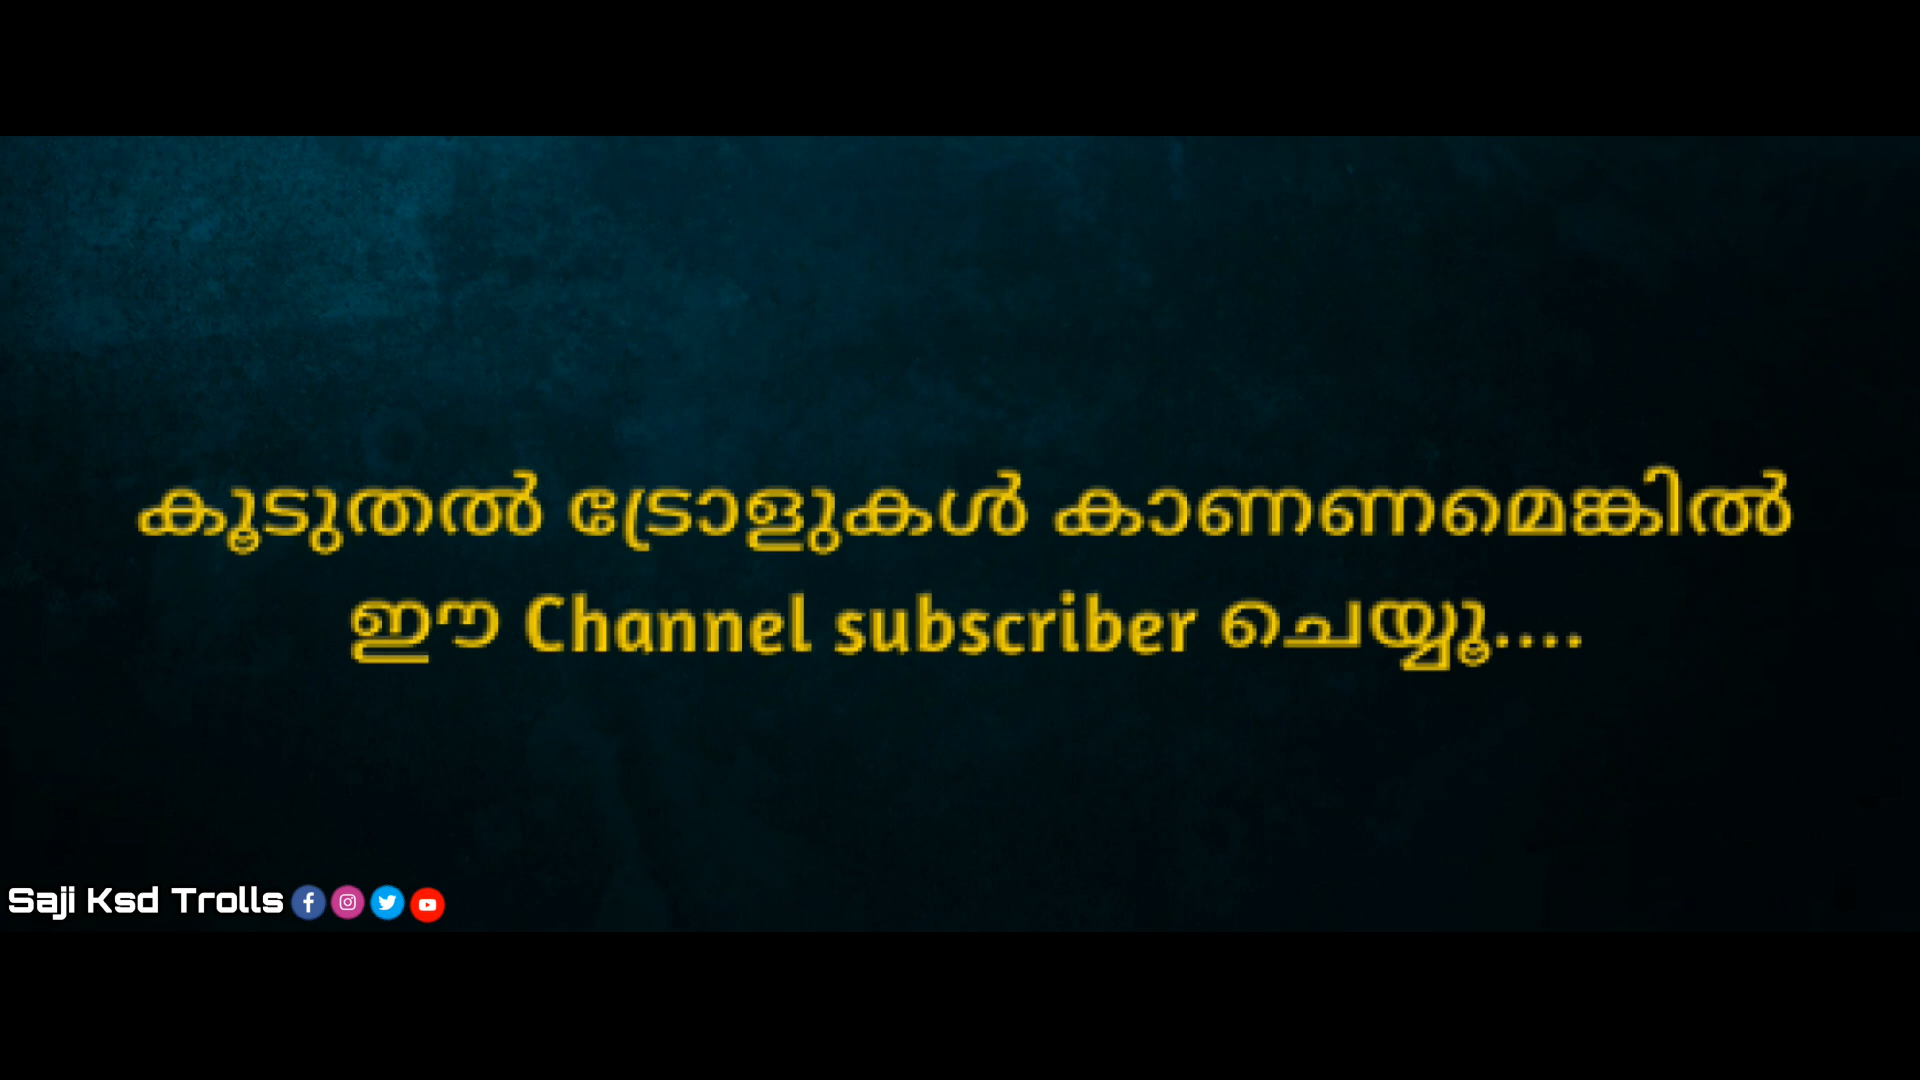 കൂടുതൽ ട്രോളുകൾ കാണണമെങ്കിൽ
ഈ Channel subscriber ചെയ്യൂ....
Saji Ksd Trolls